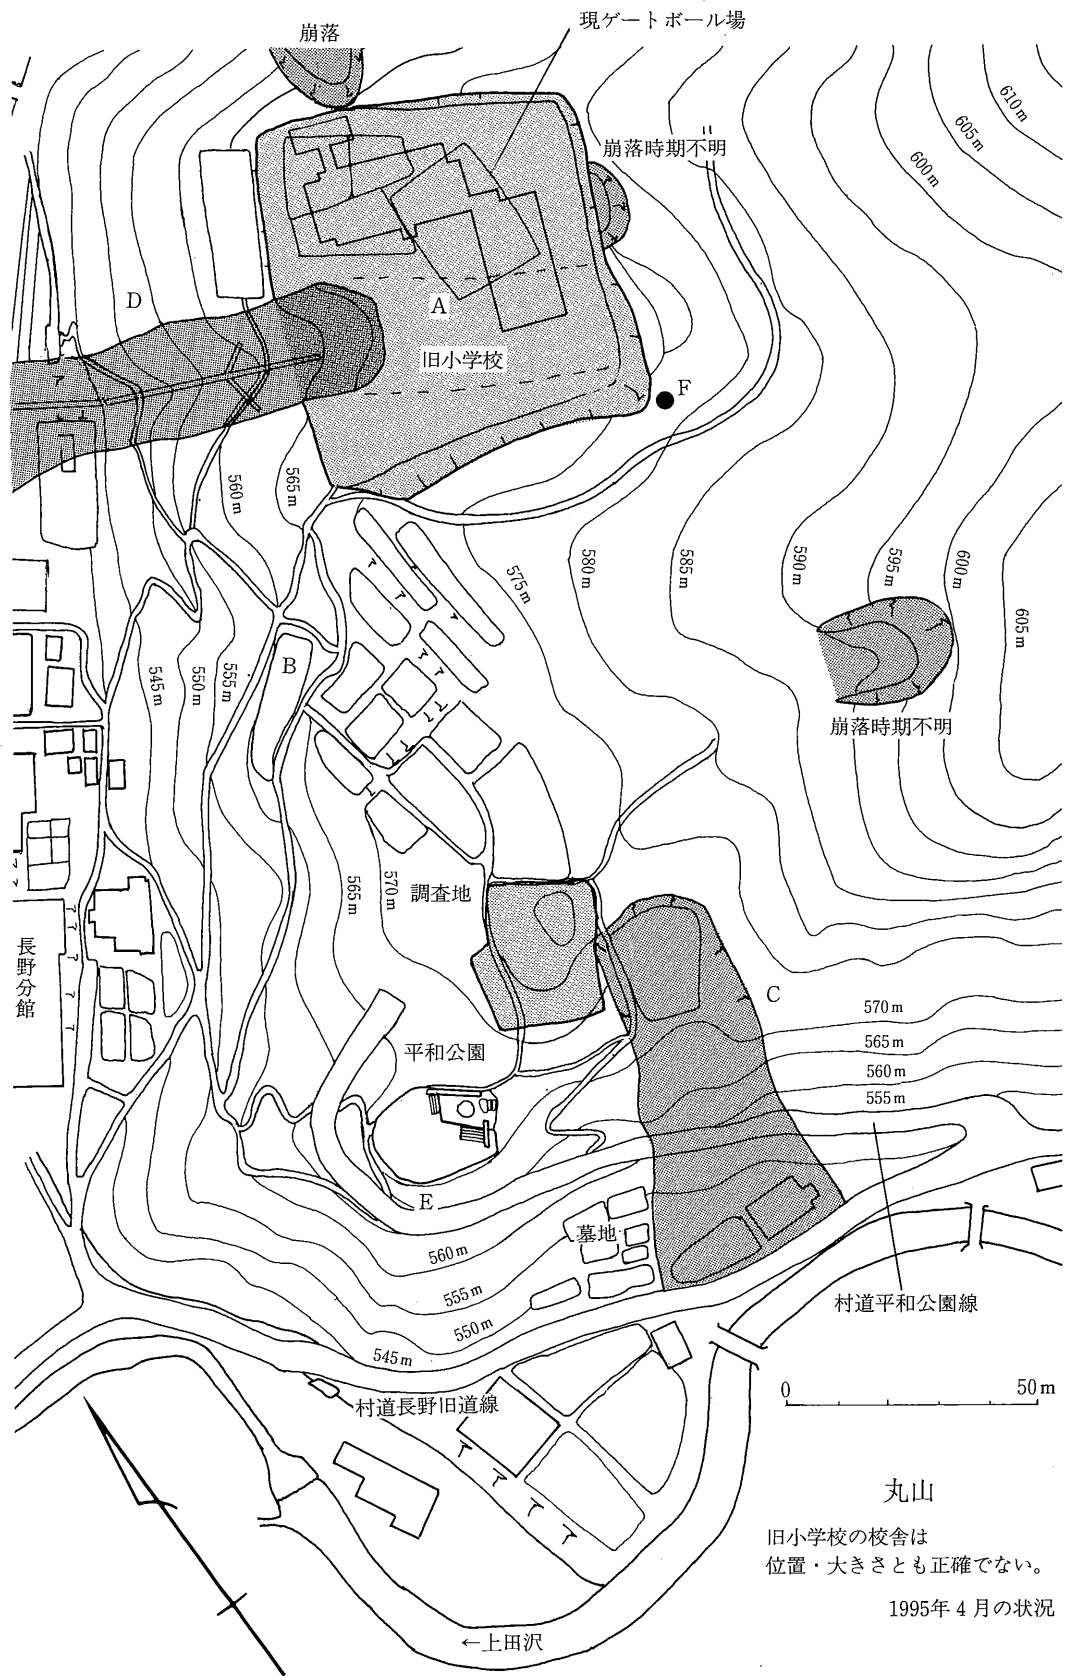 崩落
現ゲートボール場
610m
605m
600m
崩落時期不明
D
A
旧小学校
F
560m
565m
575m
580m
585m
590m
595m
600m
605m
B
545m
550m
555m
崩落時期不明
565m
570m
調査地
長野分館
C
570m
565m
560m
555m
平和公園
E
墓地
560m
555m
550m
545m
村道平和公園線
村道長野旧道線
0 50m
丸山
旧小学校の校舎は
位置・大きさとも正確でない。
1995年4月の状況
←上田沢